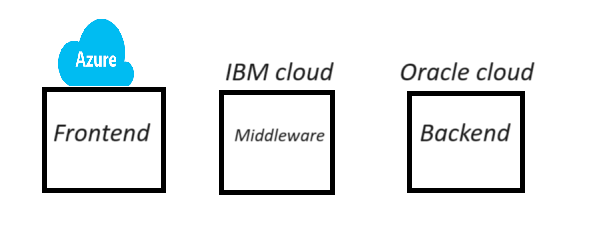 Azure
IBM cloud
Oracle cloud
Frontend
Middleware
Backend